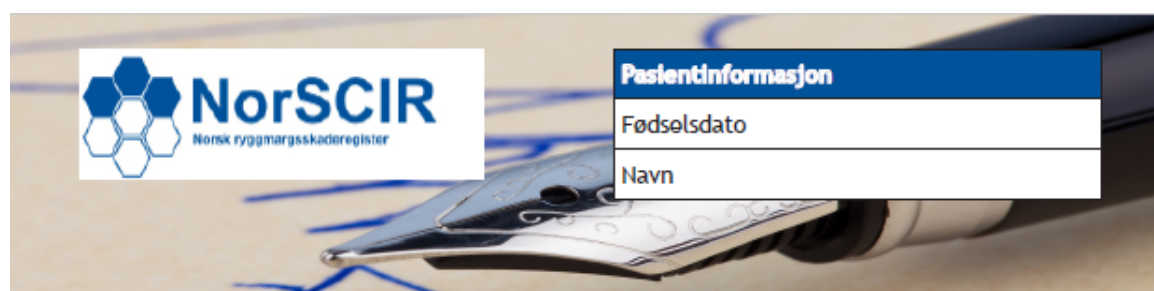 NorSCIR
Norsk ryggmargsskaderegister
Pasientinformasjon
Fødselsdato
Navn